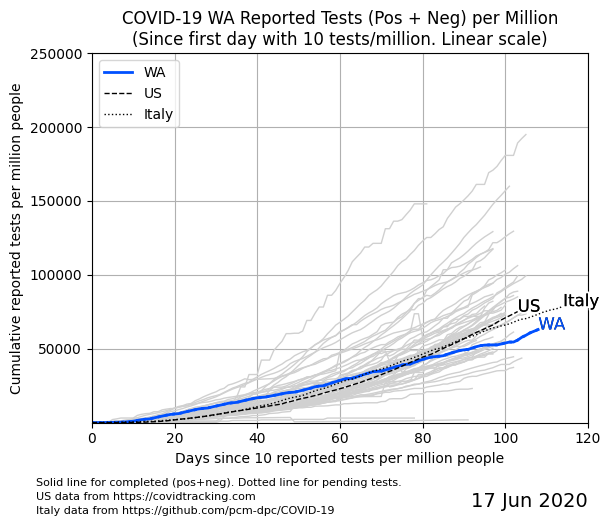 COVID-19 WA Reported Tests (Pos + Neg) per Million
(Since first day with 10 tests/million. Linear scale)
Cumulative reported tests per million people
250000
200000
150000
100000
50000
WA
US
Italy
US
Italy
WA
0
20
40
60
80
100
120
Days since 10 reported tests per million people
Solid line for completed (pos+neg). Dotted line for pending tests.
US data from https://covidtracking.com
Italy data from https://github.com/pcm-dpc/COVID-19
17 Jun 2020